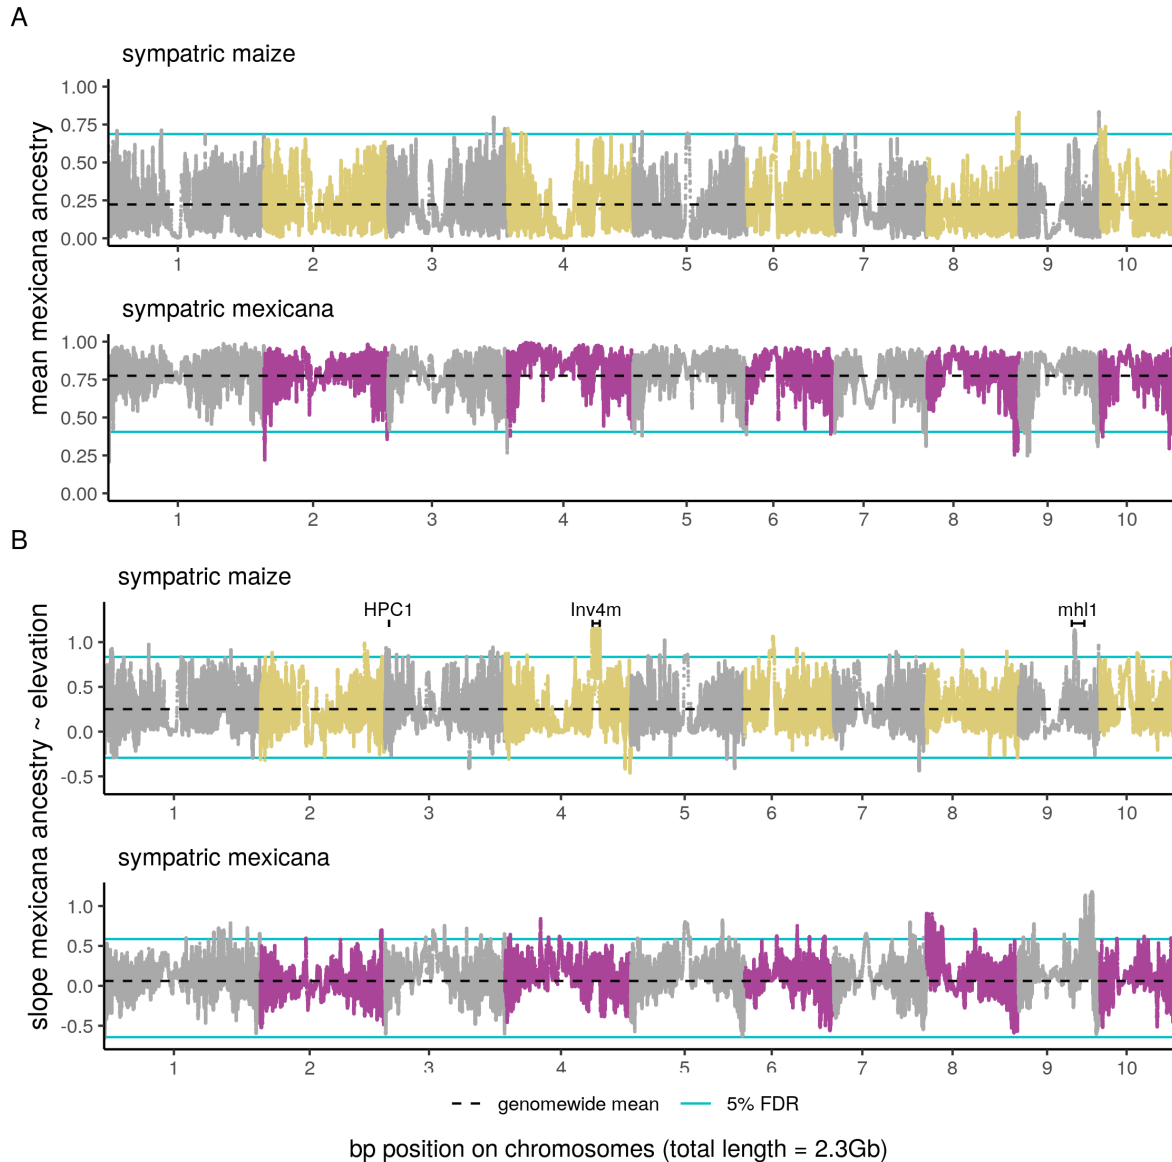 A
sympatric maize
mean mexicana ancestry
1.00
0.75
0.50
0.25
0.00
1 2 3 4 5 6 7 8 9 10
sympatric mexicana
1.00
0.75
0.50
0.25
0.00
1 2 3 4 5 6 7 8 9 10
B
sympatric maize
slope mexicana ancestry ~ elevation
HPC1 Inv4m mhl1
1.0
0.5
0.0
-0.5
1 2 3 4 5 6 7 8 9 10
sympatric mexicana
1.0
0.5
0.0
-0.5
1 2 3 4 5 6 7 8 9 10
genomewide mean 5% FDR
bp position on chromosomes (total length = 2.3Gb)